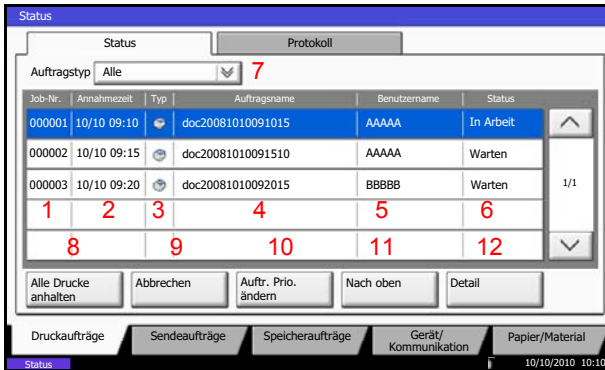 Status
Status Protokoll
Auftragstyp Alle 7
Job-Nr. Annahmezeit Typ Auftragsname Benutzername Status
000001 10/10 09:10 doc20081010091015 AAAAA In Arbeit
000002 10/10 09:15 doc20081010091510 AAAAA Warten
000003 10/10 09:20 doc20081010092015 BBBBB Warten 1/1
1 2 3 4 5 6
8 9 10 11 12
Alle Drucke anhalten Abbrechen Auftr. Prio. ändern Nach oben Detail
Druckaufträge Sendeaufträge Speicheraufträge Gerät/ Kommunikation Papier/Material
Status 10/10/2010 10:10